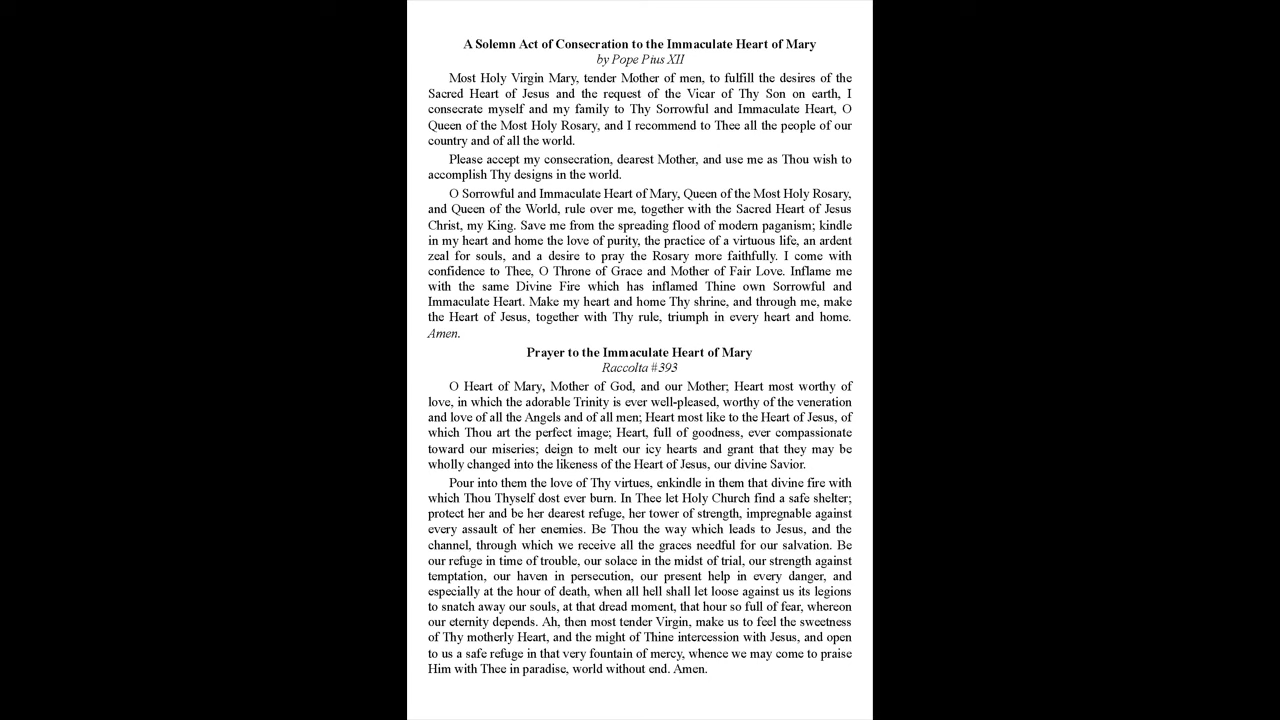 A Solemn Act of Consecration to the Immaculate Heart of Mary
by Pope Pius XII
Most Holy Virgin Mary, tender Mother of men, to fulfill the desires of the
Sacred Heart of Jesus and the request of the Vicar of Thy Son on earth, I
consecrate myself and my family to Thy Sorrowful and Immaculate Heart, O
Queen of the Most Holy Rosary, and I recommend to Thee all the people of our
country and of all the world.
Please accept my consecration, dearest Mother, and use me as Thou wish to
accomplish Thy designs in the world.
O Sorrowful and Immaculate Heart of Mary, Queen of the Most Holy Rosary,
and Queen of the World, rule over me, together with the Sacred Heart of Jesus
Christ, my King. Save me from the spreading flood of modern paganism; kindle
in my heart and home the love of purity, the practice of a virtuous life, an ardent
zeal for souls, and a desire to pray the Rosary more faithfully. I come with
confidence to Thee, O Throne of Grace and Mother of Fair Love. Inflame me
with the same Divine Fire which has inflamed Thine own Sorrowful and
Immaculate Heart. Make my heart and home Thy shrine, and through me, make
the Heart of Jesus, together with Thy rule, triumph in every heart and home.
Amen.
Prayer to the Immaculate Heart of Mary
Raccolta #393
O Heart of Mary, Mother of God, and our Mother; Heart most worthy of
love, in which the adorable Trinity is ever well-pleased, worthy of the veneration
and love of all the Angels and of all men; Heart most like to the Heart of Jesus, of
which Thou art the perfect image; Heart, full of goodness, ever compassionate
toward our miseries; deign to melt our icy hearts and grant that they may be
wholly changed into the likeness of the Heart of Jesus, our divine Savior.
Pour into them the love of Thy virtues, enkindle in them that divine fire with
which Thou Thyself dost ever burn. In Thee let Holy Church find a safe shelter;
protect her and be her dearest refuge, her tower of strength, impregnable against
every assault of her enemies. Be Thou the way which leads to Jesus, and the
channel, through which we receive all the graces needful for our salvation. Be
our refuge in time of trouble, our solace in the midst of trial, our strength against
temptation, our haven in persecution, our present help in every danger, and
especially at the hour of death, when all hell shall let loose against us its legions
to snatch away our souls, at that dread moment, that hour so full of fear, whereon
our eternity depends. Ah, then most tender Virgin, make us to feel the sweetness
of Thy motherly Heart, and the might of Thine intercession with Jesus, and open
to us a safe refuge in that very fountain of mercy, whence we may come to praise
Him with Thee in paradise, world without end. Amen.